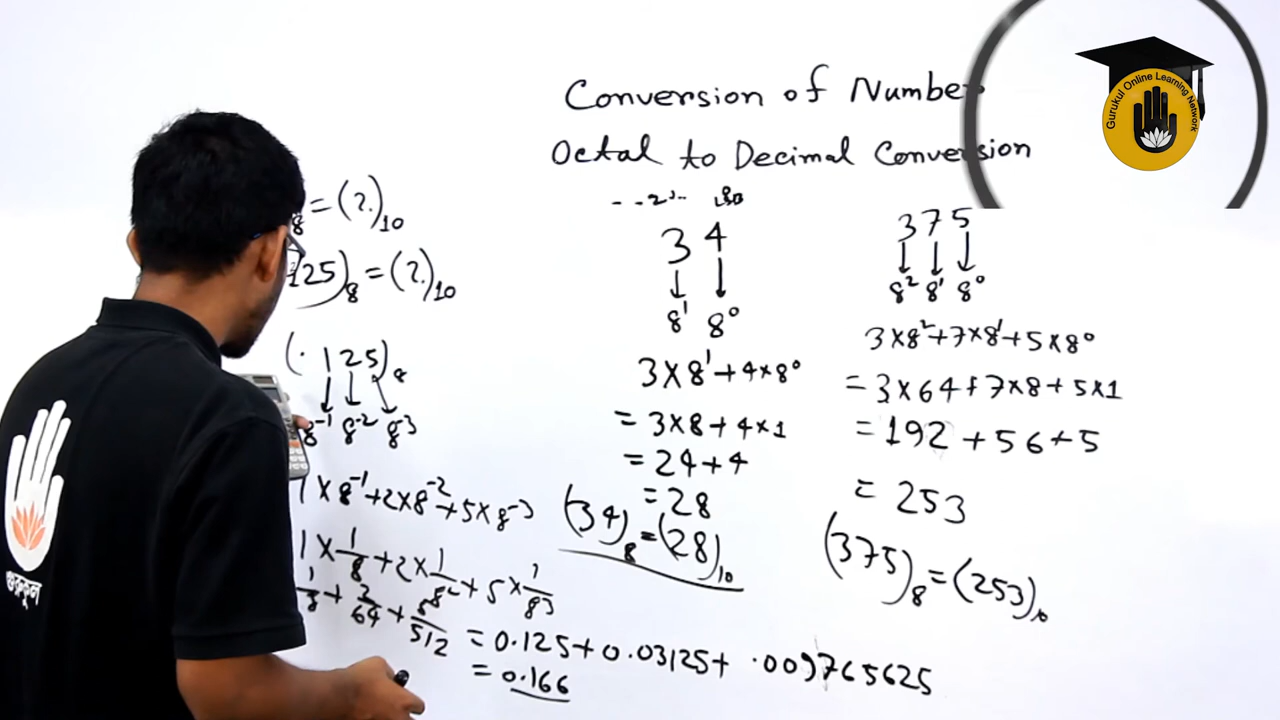 Conversion of Number
Octal to Decimal Conversion
Gurukul Online Learning Network
8 = (?)10
125)8 = (?)10
(.125)8
8⁻¹ 8⁻² 8⁻³
1×8⁻¹+2×8⁻²+5×8⁻³
1×1/8+2×1/8²+5×1/8³
1/8+2/64+5/512
=0.125+0.03125+.009765625
=0.166
34
8¹ 8⁰
3×8¹+4×8⁰
=3×8+4×1
=24+4
=28
(34)8=(28)10
375
8² 8¹ 8⁰
3×8²+7×8¹+5×8⁰
=3×64+7×8+5×1
=192+56+5
=253
(375)8=(253)10
গুরুকুল